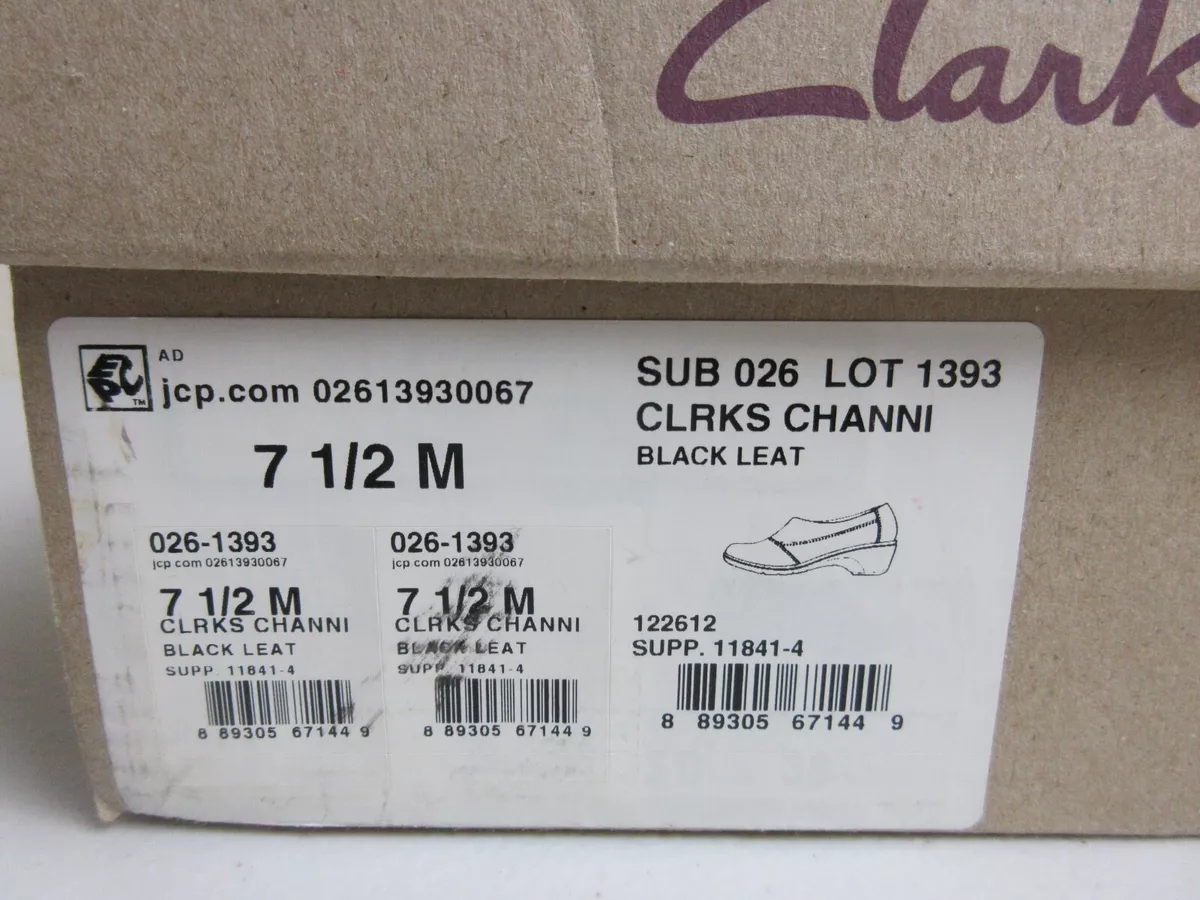 Clark
AD
jcp.com 02613930067
7 1/2 M
SUB 026 LOT 1393
CLRKS CHANNI
BLACK LEAT
026-1393
jcp com 02613930067
7 1/2 M
CLRKS CHANNI
BLACK LEAT
SUPP. 11841-4
8 89305 67144 9
026-1393
jcp com 02613930067
7 1/2 M
CLRKS CHANNI
BLACK LEAT
SUPP. 11841-4
8 89305 67144 9
122612
SUPP. 11841-4
8 89305 67144 9